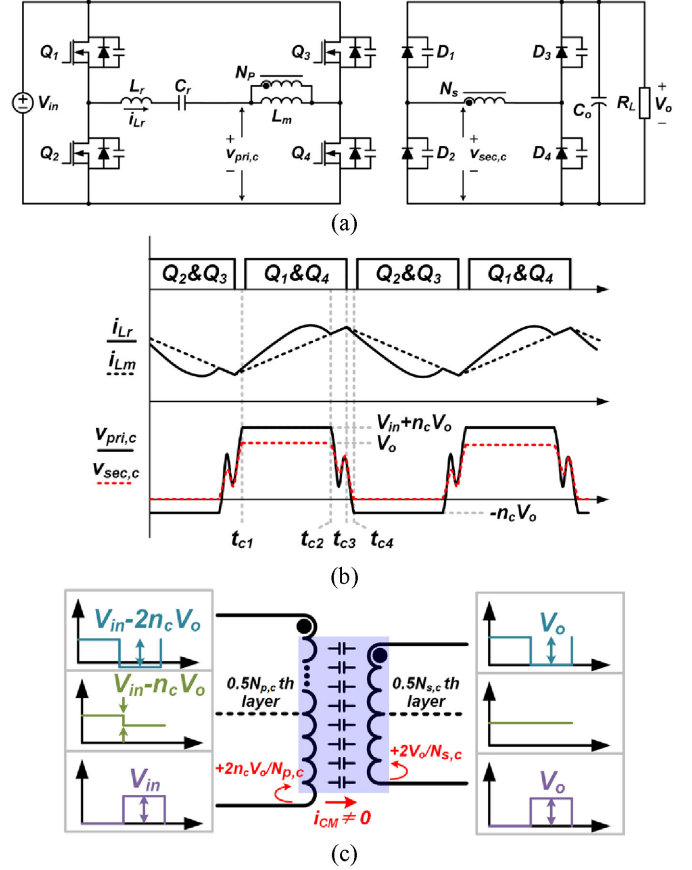 Q1 Q3 D1 D3
Lr Cr NP Ns
Vin iLr Lm Co RL Vo
+ + + + 
Q2 vpri,c Q4 D2 vsec,c D4
− − − −
(a)
Q2&Q3 Q1&Q4 Q2&Q3 Q1&Q4
iLr
iLm
Vin+ncVo
vpri,c
Vo
vsec,c
-ncVo
tc1 tc2 tc3 tc4
(b)
Vin-2ncVo
Vo
Vin-ncVo
0.5Np,c th
layer
0.5Ns,c th
layer
+2ncVo/Np,c
+2Vo/Ns,c
Vin
Vo
iCM ≠ 0
(c)